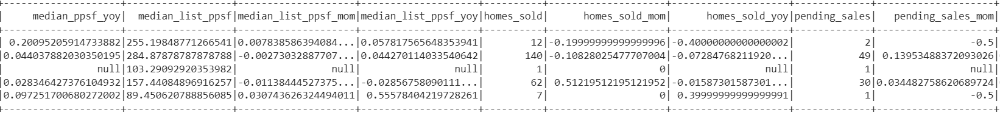 +--------------------+------------------+--------------------+--------------------+----------+--------------------+--------------------+-------------+--------------------+
|     median_ppsf_yoy|  median_list_ppsf|median_list_ppsf_mom|median_list_ppsf_yoy|homes_sold|      homes_sold_mom|      homes_sold_yoy|pending_sales|   pending_sales_mom|
+--------------------+------------------+--------------------+--------------------+----------+--------------------+--------------------+-------------+--------------------+
| 0.20095205914733882|255.19848771266541|0.007838586394084...|0.057817565648353941|        12|-0.19999999999999996|-0.40000000000000002|            2|                -0.5|
|0.044037882030350195|284.87878787878788|-0.00273032887707...|0.044270114033540642|       140|-0.10828025477707004|-0.07284768211920...|           49| 0.13953488372093026|
|                null|103.29092920353982|                null|                null|         1|                   0|                null|            1|                null|
|0.028346427376104932|157.44084896916257|-0.01138444527375...|-0.02856758090111...|        62| 0.51219512195121952|-0.01587301587301...|           30|0.034482758620689724|
|0.097251700680272002|89.450620788856085|0.030743626324494011| 0.55578404219728261|         7|                   0| 0.39999999999999991|            1|                -0.5|
+--------------------+------------------+--------------------+--------------------+----------+--------------------+--------------------+-------------+--------------------+